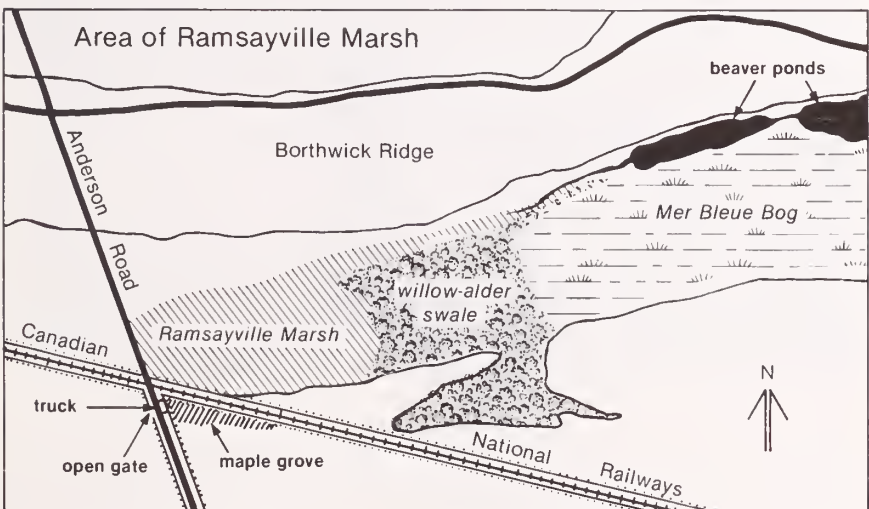 Area of Ramsayville Marsh
beaver ponds
Anderson
Road
Borthwick Ridge
Mer Bleue Bog
willow-alder
swale
Ramsayville Marsh
Canadian
N
truck
open gate
maple grove
National
Railways